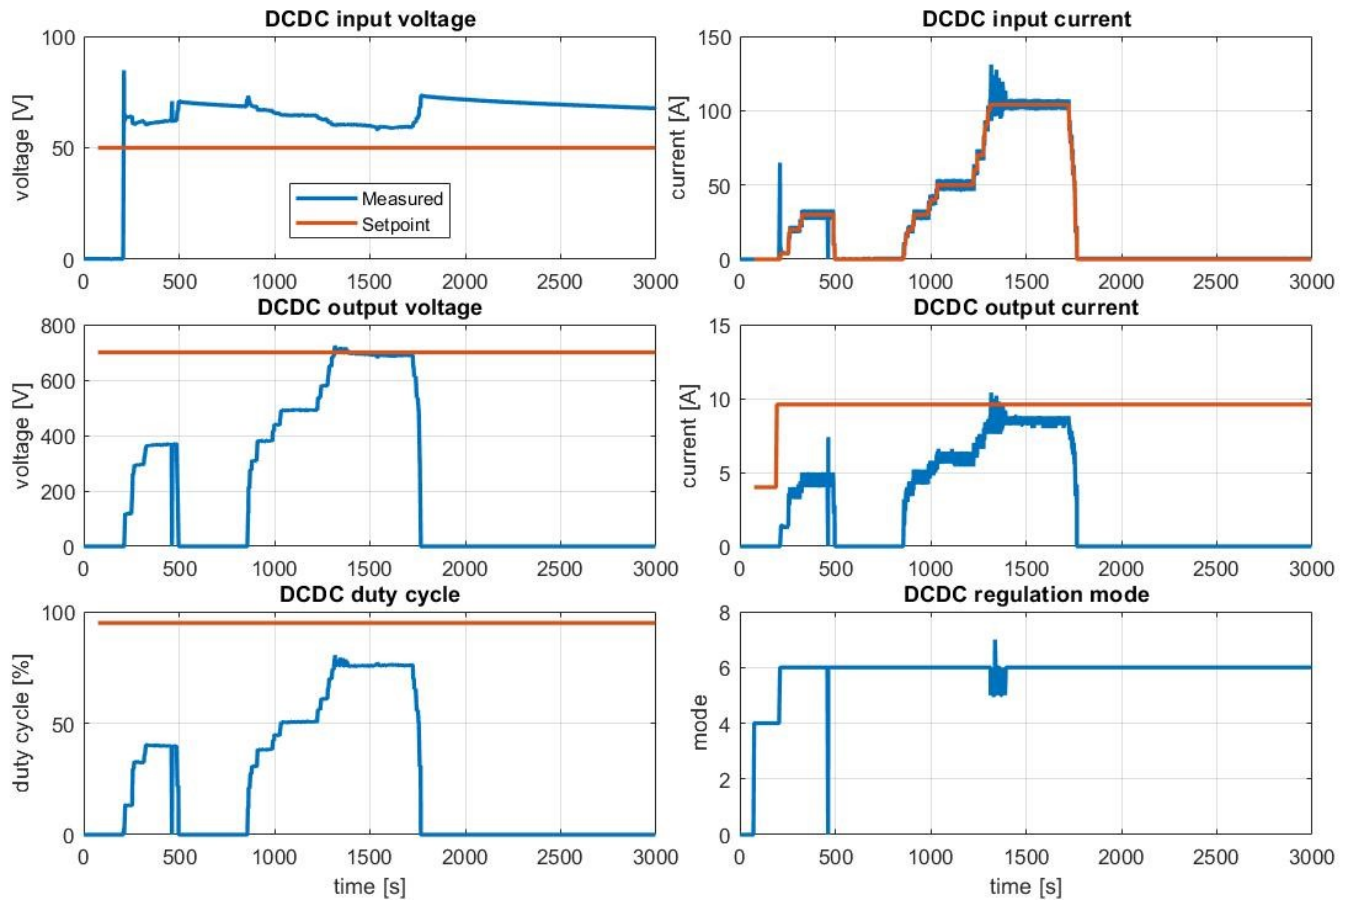 DCDC input voltage
100
50
0
voltage [V]
Measured
Setpoint
0 500 1000 1500 2000 2500 3000
DCDC input current
150
100
50
0
current [A]
0 500 1000 1500 2000 2500 3000
DCDC output voltage
800
600
400
200
0
voltage [V]
0 500 1000 1500 2000 2500 3000
DCDC output current
15
10
5
0
current [A]
0 500 1000 1500 2000 2500 3000
DCDC duty cycle
100
50
0
duty cycle [%]
0 500 1000 1500 2000 2500 3000
time [s]
DCDC regulation mode
8
6
4
2
0
mode
0 500 1000 1500 2000 2500 3000
time [s]